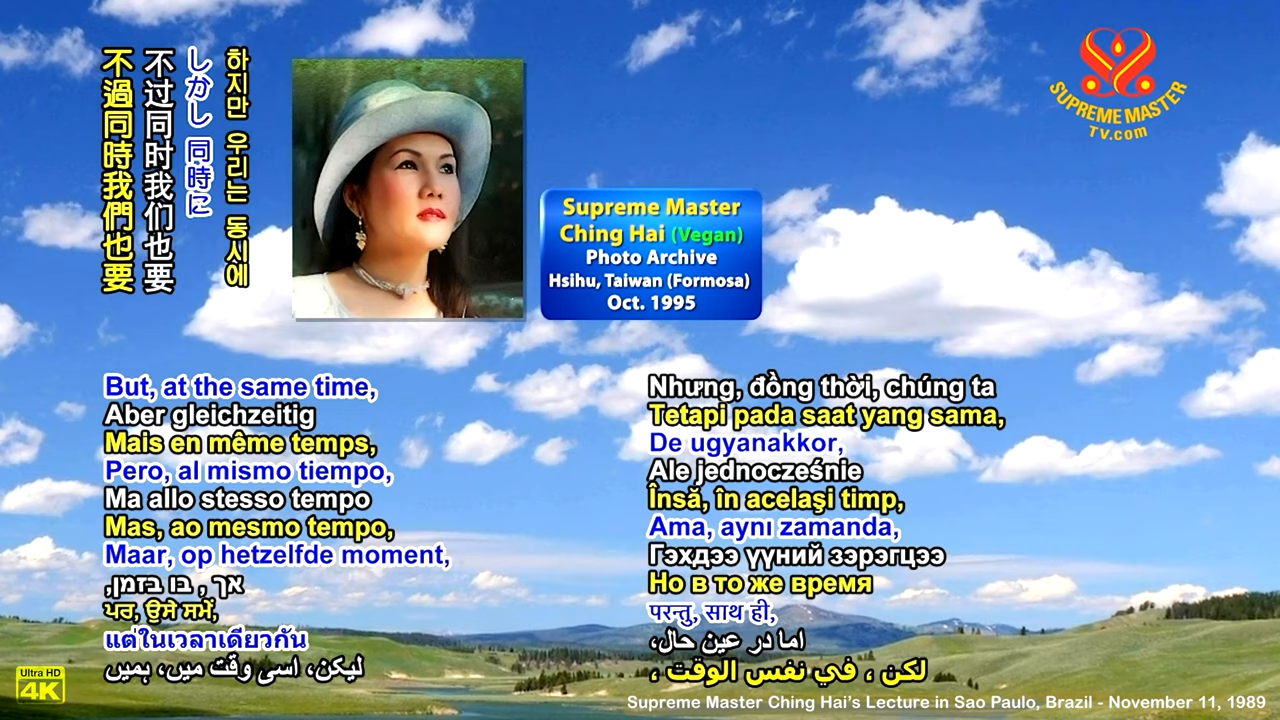 不過同時我們也要
不过同时我们也要
しかし 同時に
하지만 우리는 동시에
SUPREME MASTER
TV.com
Supreme Master
Ching Hai (Vegan)
Photo Archive
Hsihu, Taiwan (Formosa)
Oct. 1995
But, at the same time,
Aber gleichzeitig
Mais en même temps,
Pero, al mismo tiempo,
Ma allo stesso tempo
Mas, ao mesmo tempo,
Maar, op hetzelfde moment,
אך , בו בזמן,
ਪਰ, ਉਸੇ ਸਮੇਂ,
แต่ในเวลาเดียวกัน
لیکن، اسی وقت میں، ہمیں
Nhưng, đồng thời, chúng ta
Tetapi pada saat yang sama,
De ugyanakkor,
Ale jednocześnie
Însă, în acelaşi timp,
Ama, aynı zamanda,
Гэхдээ үүний зэрэгцээ
Но в то же время
परन्तु, साथ ही,
اما در عین حال،
لكن ، في نفس الوقت ،
Ultra HD
4K
Supreme Master Ching Hai's Lecture in Sao Paulo, Brazil - November 11, 1989